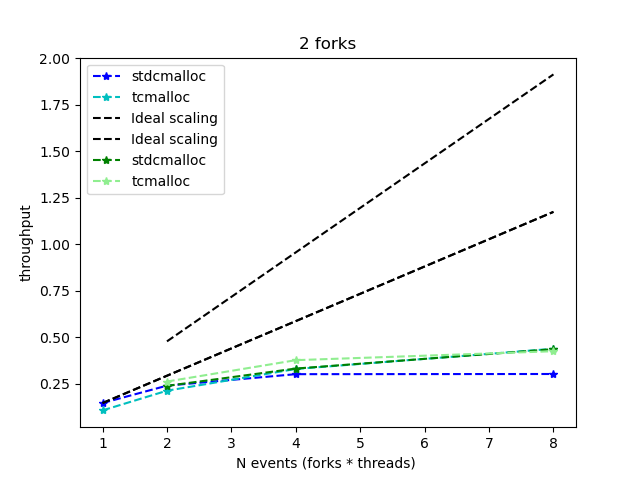 2 forks
throughput
2.00
1.75
1.50
1.25
1.00
0.75
0.50
0.25
stdcmalloc
tcmalloc
Ideal scaling
Ideal scaling
stdcmalloc
tcmalloc
1 2 3 4 5 6 7 8
N events (forks * threads)